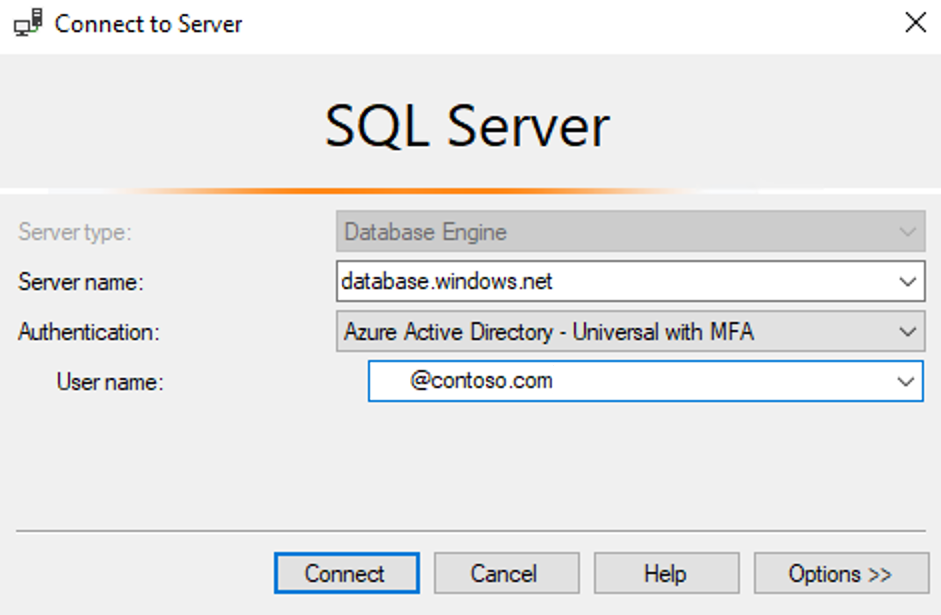 Connect to Server
SQL Server
Server type: Database Engine
Server name: database.windows.net
Authentication: Azure Active Directory - Universal with MFA
User name: @contoso.com
Connect Cancel Help Options >>